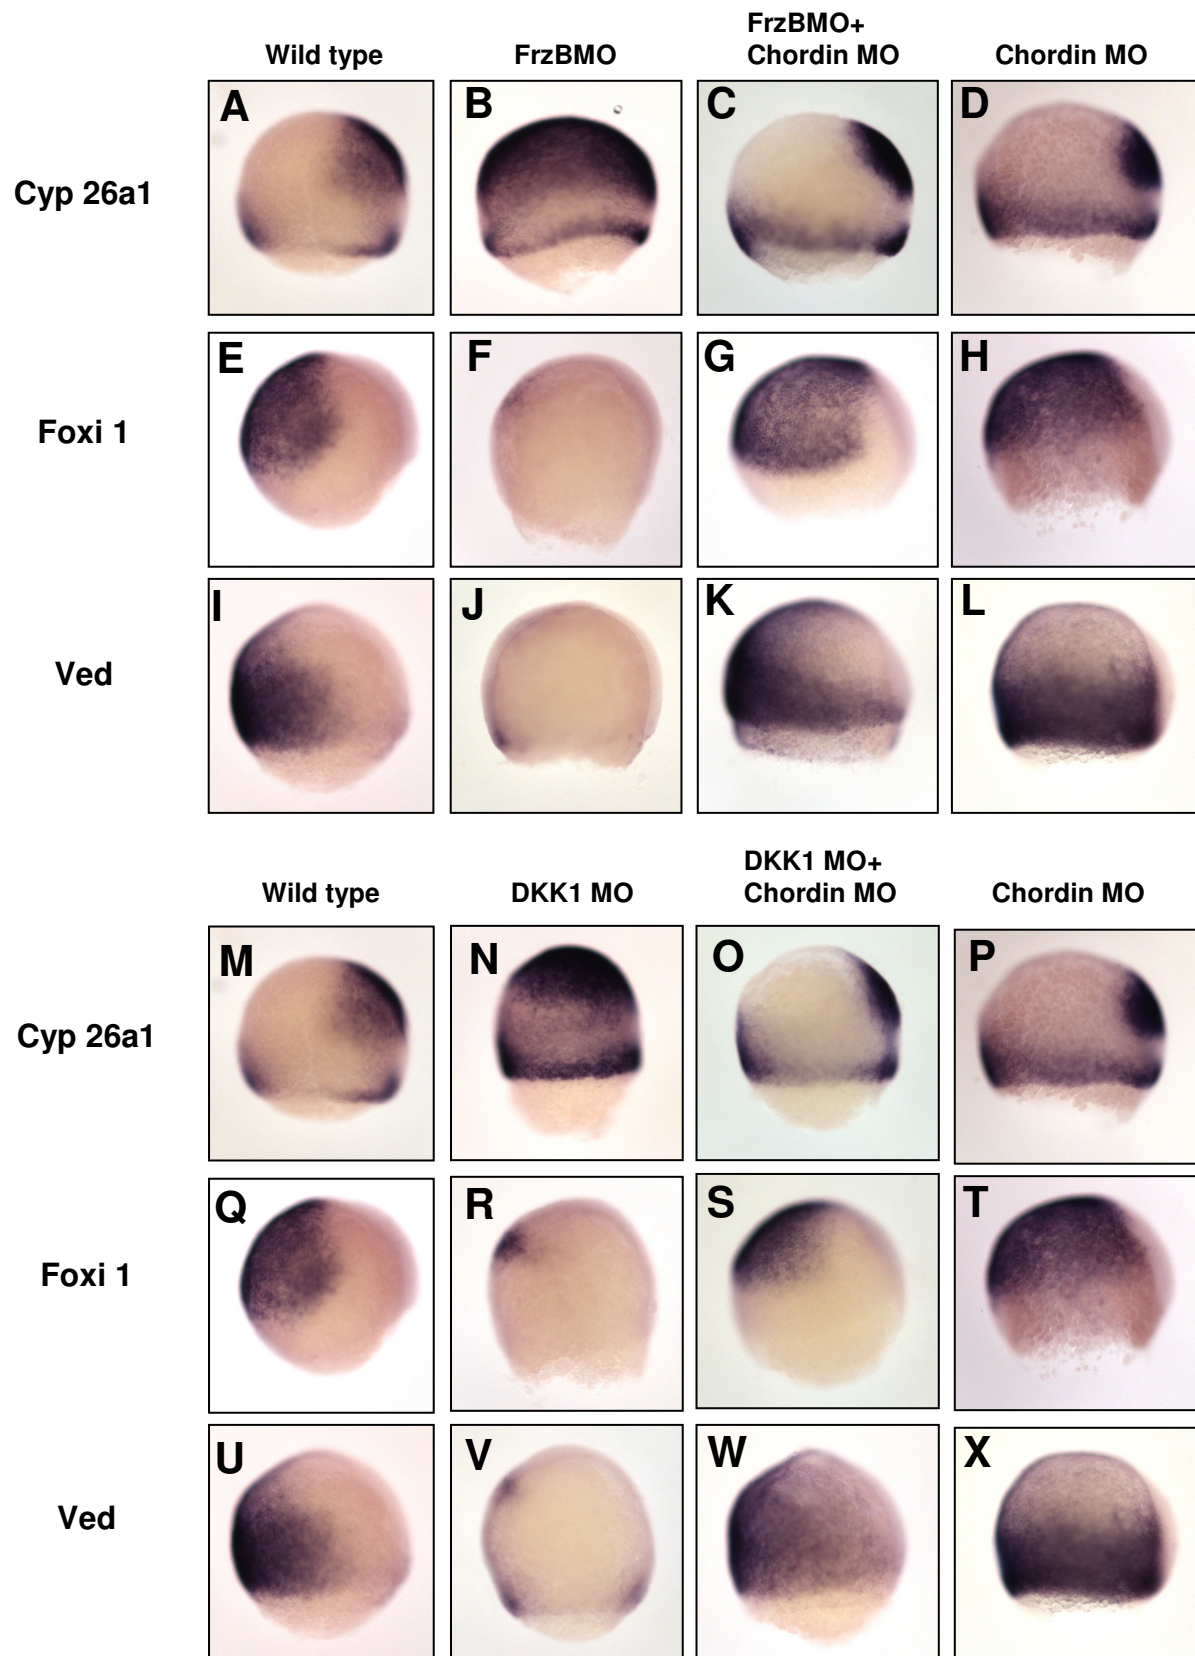 Wild type
FrzBMO
FrzBMO+
Chordin MO
Chordin MO
Cyp 26a1
A
B
C
D
Foxi 1
E
F
G
H
Ved
I
J
K
L
Wild type
DKK1 MO
DKK1 MO+
Chordin MO
Chordin MO
Cyp 26a1
M
N
O
P
Foxi 1
Q
R
S
T
Ved
U
V
W
X